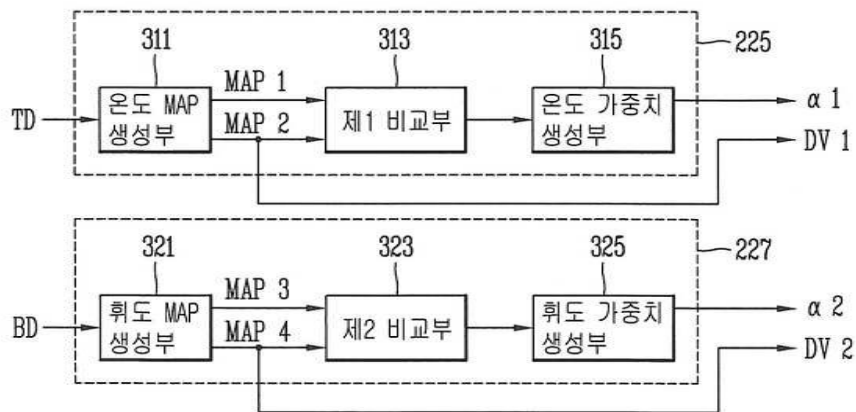 311
313
315
225
MAP 1
MAP 2
TD
온도 MAP
생성부
제1 비교부
온도 가중치
생성부
α 1
DV 1
321
323
325
227
MAP 3
MAP 4
BD
휘도 MAP
생성부
제2 비교부
휘도 가중치
생성부
α 2
DV 2